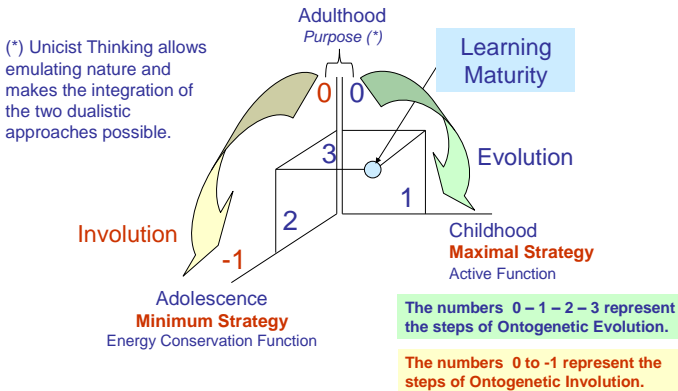 Adulthood
Purpose (*)
(*) Unicist Thinking allows
emulating nature and
makes the integration of
the two dualistic
approaches possible.
Learning
Maturity
0 0
3
Evolution
1
2
Involution
-1
Childhood
Maximal Strategy
Active Function
Adolescence
Minimum Strategy
Energy Conservation Function
The numbers 0 – 1 – 2 – 3 represent
the steps of Ontogenetic Evolution.
The numbers 0 to -1 represent the
steps of Ontogenetic Involution.